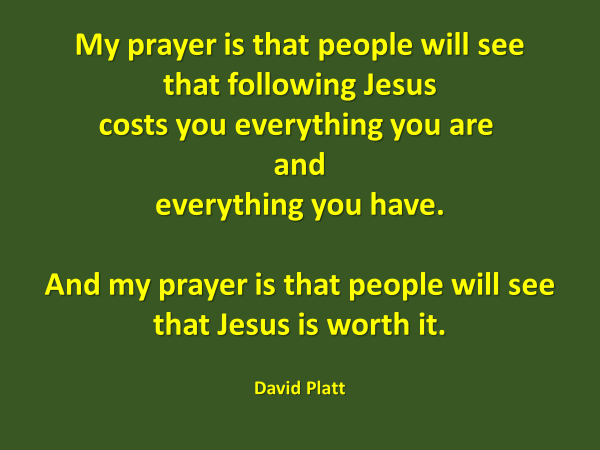 My prayer is that people will see
that following Jesus
costs you everything you are
and
everything you have.
And my prayer is that people will see
that Jesus is worth it.
David Platt